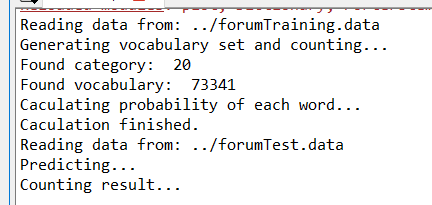 Reading data from: ../forumTraining.data
Generating vocabulary set and counting...
Found category:  20
Found vocabulary:  73341
Caculating probability of each word...
Caculation finished.
Reading data from: ../forumTest.data
Predicting...
Counting result...